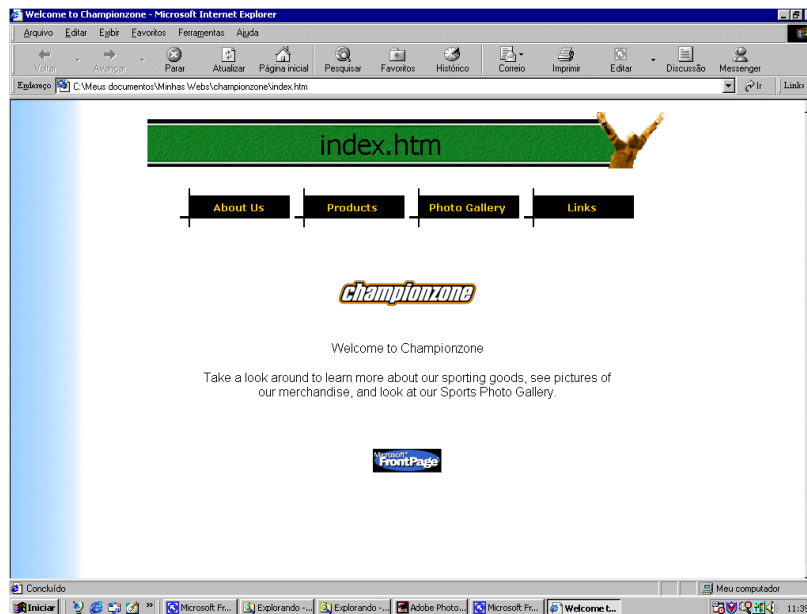 Welcome to Championzone - Microsoft Internet Explorer
Arquivo Editar Exibir Favoritos Ferramentas Ajuda
Voltar Avançar Parar Atualizar Página inicial Pesquisar Favoritos Histórico Correio Imprimir Editar Discussão Messenger
Endereço C:\Meus documentos\Minhas Webs\championzone\index.htm Ir Links
index.htm
About Us Products Photo Gallery Links
championzone
Welcome to Championzone
Take a look around to learn more about our sporting goods, see pictures of
our merchandise, and look at our Sports Photo Gallery.
Microsoft
FrontPage
Concluído Meu computador
Iniciar » Microsoft Fr... Explorando -... Explorando -... Adobe Photo... Microsoft Fr... Welcome t...